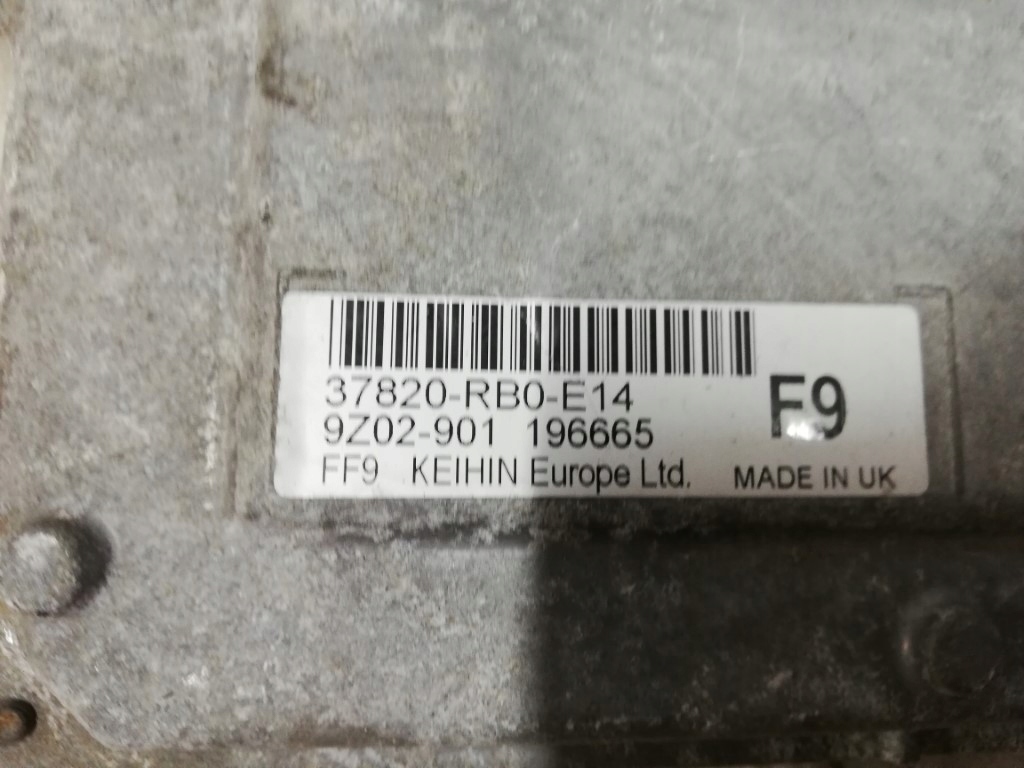 37820-RB0-E14
F9
9Z02-901 196665
FF9 KEIHIN Europe Ltd. MADE IN UK